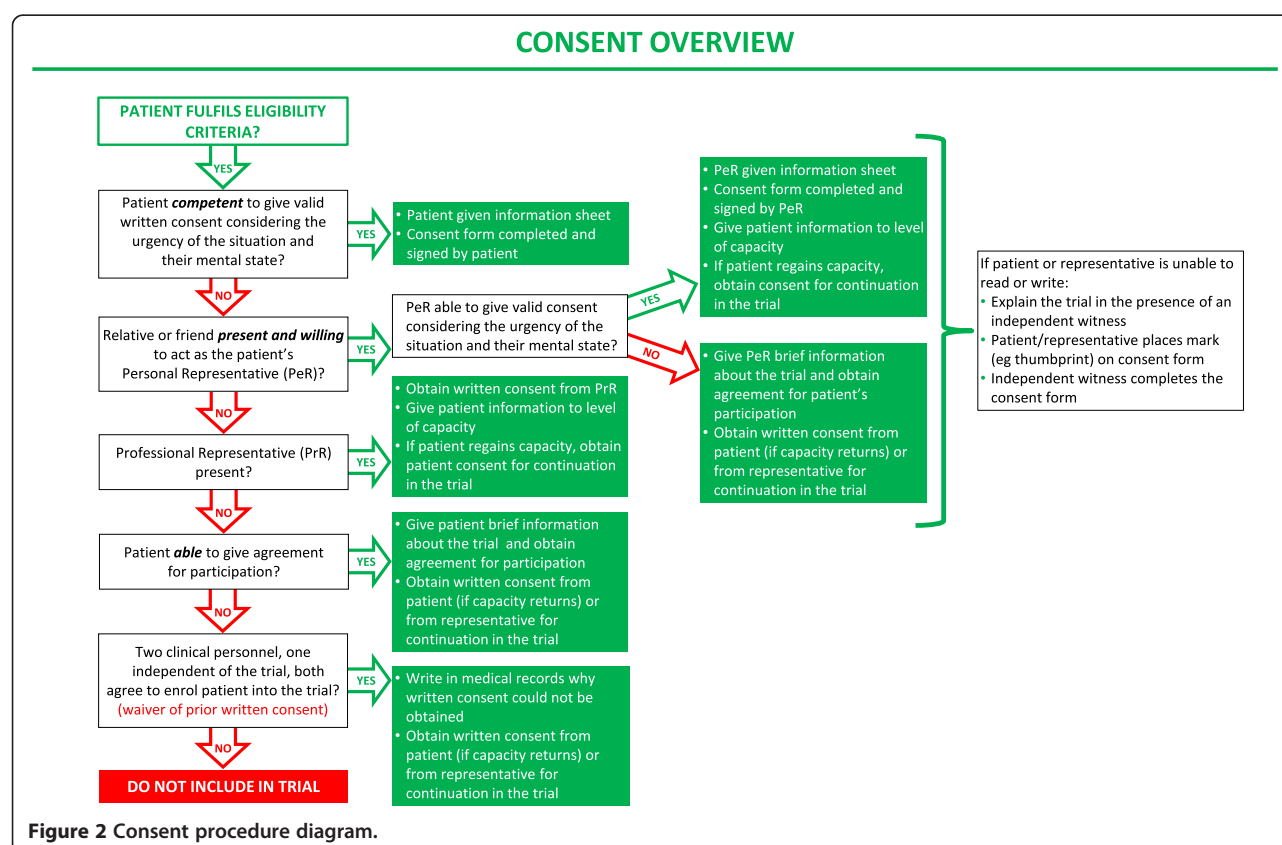 CONSENT OVERVIEW
PATIENT FULFILS ELIGIBILITY
CRITERIA?
YES
Patient competent to give valid
written consent considering the
urgency of the situation and
their mental state?
YES
• Patient given information sheet
• Consent form completed and
signed by patient
NO
Relative or friend present and willing
to act as the patient's
Personal Representative (PeR)?
YES
PeR able to give valid consent
considering the urgency of the
situation and their mental state?
YES
• PeR given information sheet
• Consent form completed and
signed by PeR
• Give patient information to level
of capacity
• If patient regains capacity,
obtain consent for continuation
in the trial
NO
• Give PeR brief information
about the trial and obtain
agreement for patient's
participation
• Obtain written consent from
patient (if capacity returns) or
from representative for
continuation in the trial
If patient or representative is unable to
read or write:
• Explain the trial in the presence of an
independent witness
• Patient/representative places mark
(eg thumbprint) on consent form
• Independent witness completes the
consent form
NO
Professional Representative (PrR)
present?
YES
• Obtain written consent from PrR
• Give patient information to level
of capacity
• If patient regains capacity, obtain
patient consent for continuation
in the trial
NO
Patient able to give agreement
for participation?
YES
• Give patient brief information
about the trial and obtain
agreement for participation
• Obtain written consent from
patient (if capacity returns) or
from representative for
continuation in the trial
NO
Two clinical personnel, one
independent of the trial, both
agree to enrol patient into the trial?
(waiver of prior written consent)
YES
• Write in medical records why
written consent could not be
obtained
• Obtain written consent from
patient (if capacity returns) or
from representative for
continuation in the trial
NO
DO NOT INCLUDE IN TRIAL
Figure 2 Consent procedure diagram.